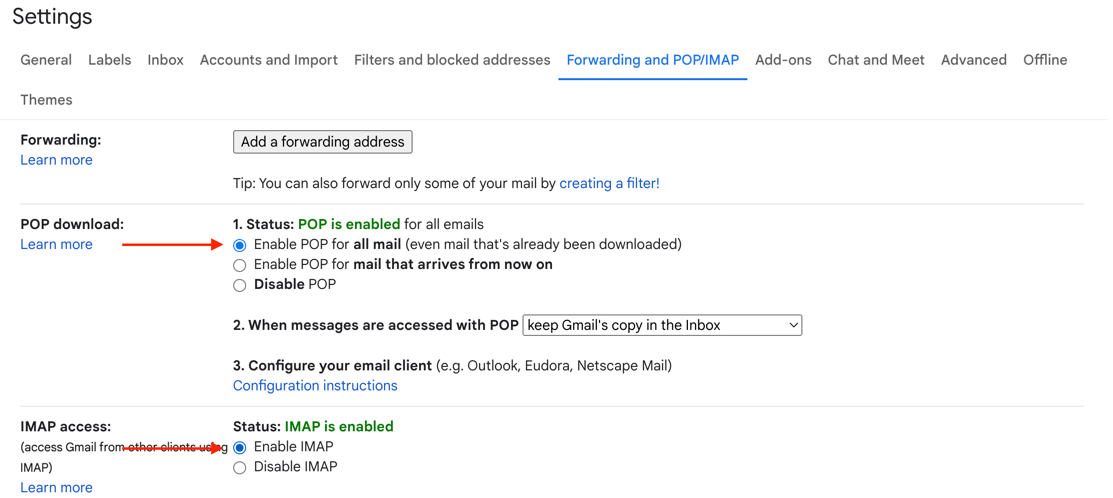 Settings
General Labels Inbox Accounts and Import Filters and blocked addresses Forwarding and POP/IMAP Add-ons Chat and Meet Advanced Offline
Themes
Forwarding: Add a forwarding address
Learn more
Tip: You can also forward only some of your mail by creating a filter!
POP download: 1. Status: POP is enabled for all emails
Learn more Enable POP for all mail (even mail that's already been downloaded)
Enable POP for mail that arrives from now on
Disable POP
2. When messages are accessed with POP keep Gmail's copy in the Inbox
3. Configure your email client (e.g. Outlook, Eudora, Netscape Mail)
Configuration instructions
IMAP access: Status: IMAP is enabled
(access Gmail from other clients using Enable IMAP
IMAP) Disable IMAP
Learn more